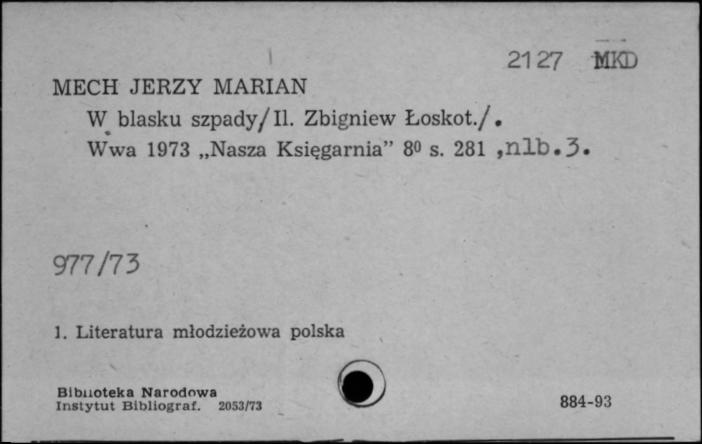 2127 MKD
MECH JERZY MARIAN
W blasku szpady/Il. Zbigniew Łoskot./.
Wwa 1973 „Nasza Księgarnia” 8⁰ s. 281 ,nlb.3.
977/73
1. Literatura młodzieżowa polska
Biblioteka Narodowa
Instytut Bibliograf. 2053/73
884-93